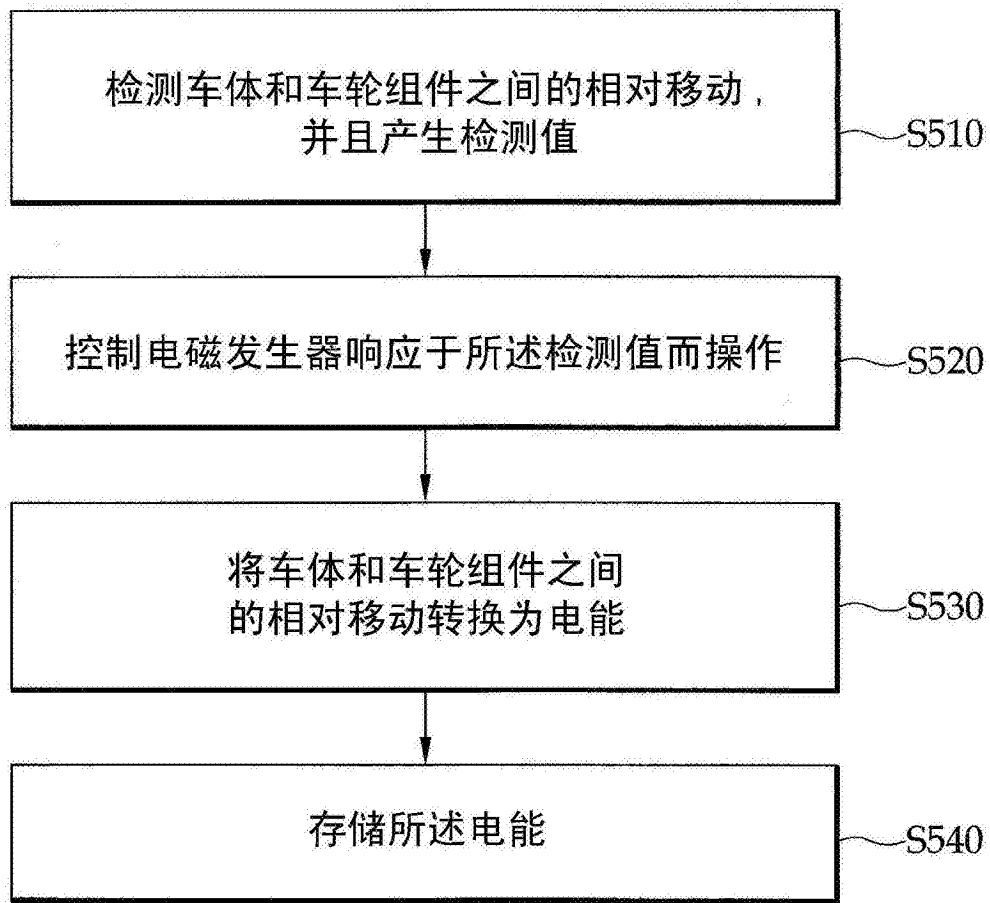 检测车体和车轮组件之间的相对移动，
并且产生检测值
S510
控制电磁发生器响应于所述检测值而操作
S520
将车体和车轮组件之间
的相对移动转换为电能
S530
存储所述电能
S540